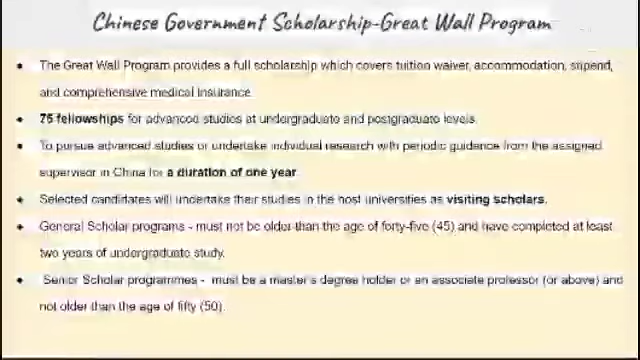 Chinese Government Scholarship-Great Wall Program
The Great Wall Program provides a full scholarship which covers tuition waiver, accommodation, stipend,
and comprehensive medical insurance.
75 fellowships for advanced studies at undergraduate and postgraduate levels.
To pursue advanced studies or undertake individual research with periodic guidance from the assigned
supervisor in China for a duration of one year.
Selected candidates will undertake their studies in the host universities as visiting scholars.
General Scholar programs - must not be older than the age of forty-five (45) and have completed at least
two years of undergraduate study.
Senior Scholar programmes - must be a master's degree holder or an associate professor (or above) and
not older than the age of fifty (50).